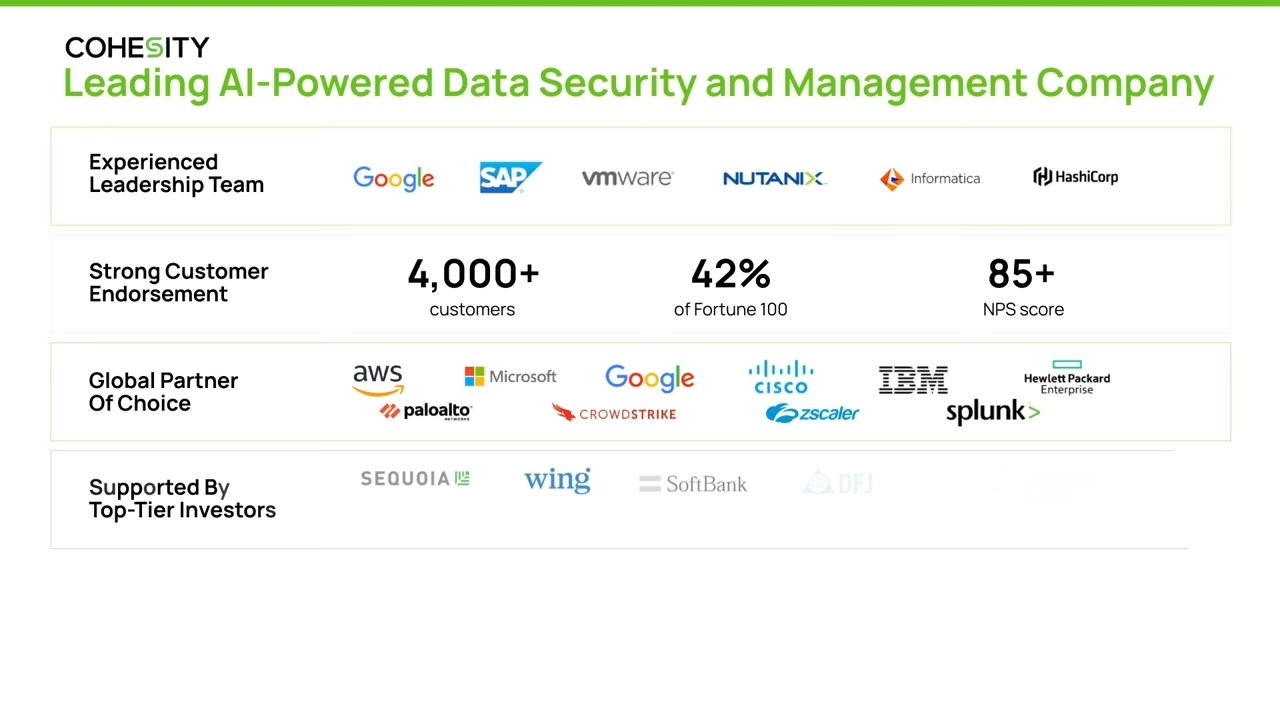 COHESITY
Leading AI-Powered Data Security and Management Company
Experienced
Leadership Team
Google SAP vmware NUTANIX Informatica HashiCorp
Strong Customer
Endorsement
4,000+ 42% 85+
customers of Fortune 100 NPS score
Global Partner
Of Choice
aws Microsoft Google CISCO IBM Hewlett Packard
Enterprise
paloalto NETWORKS CROWDSTRIKE zscaler splunk>
Supported By
Top-Tier Investors
SEQUOIA wing SoftBank DFJ